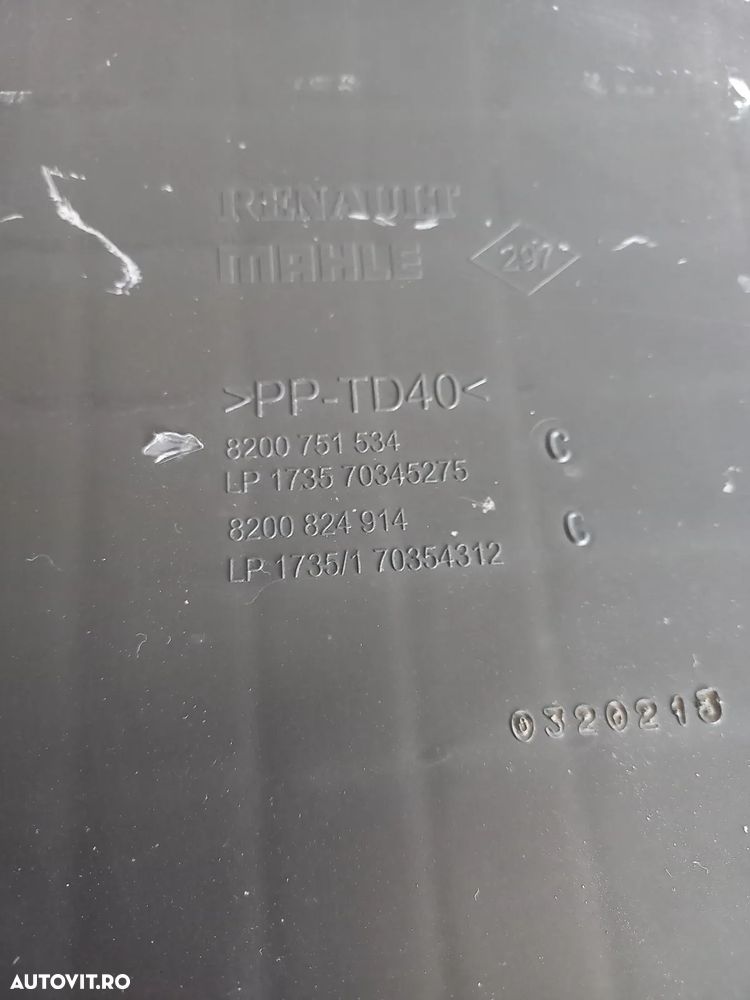 RENAULT
MAHLE
297
>PP-TD40<
8200 751 534 C
LP 1735 70345275
8200 824 914 C
LP 1735/1 70354312
AUTOVIT.RO